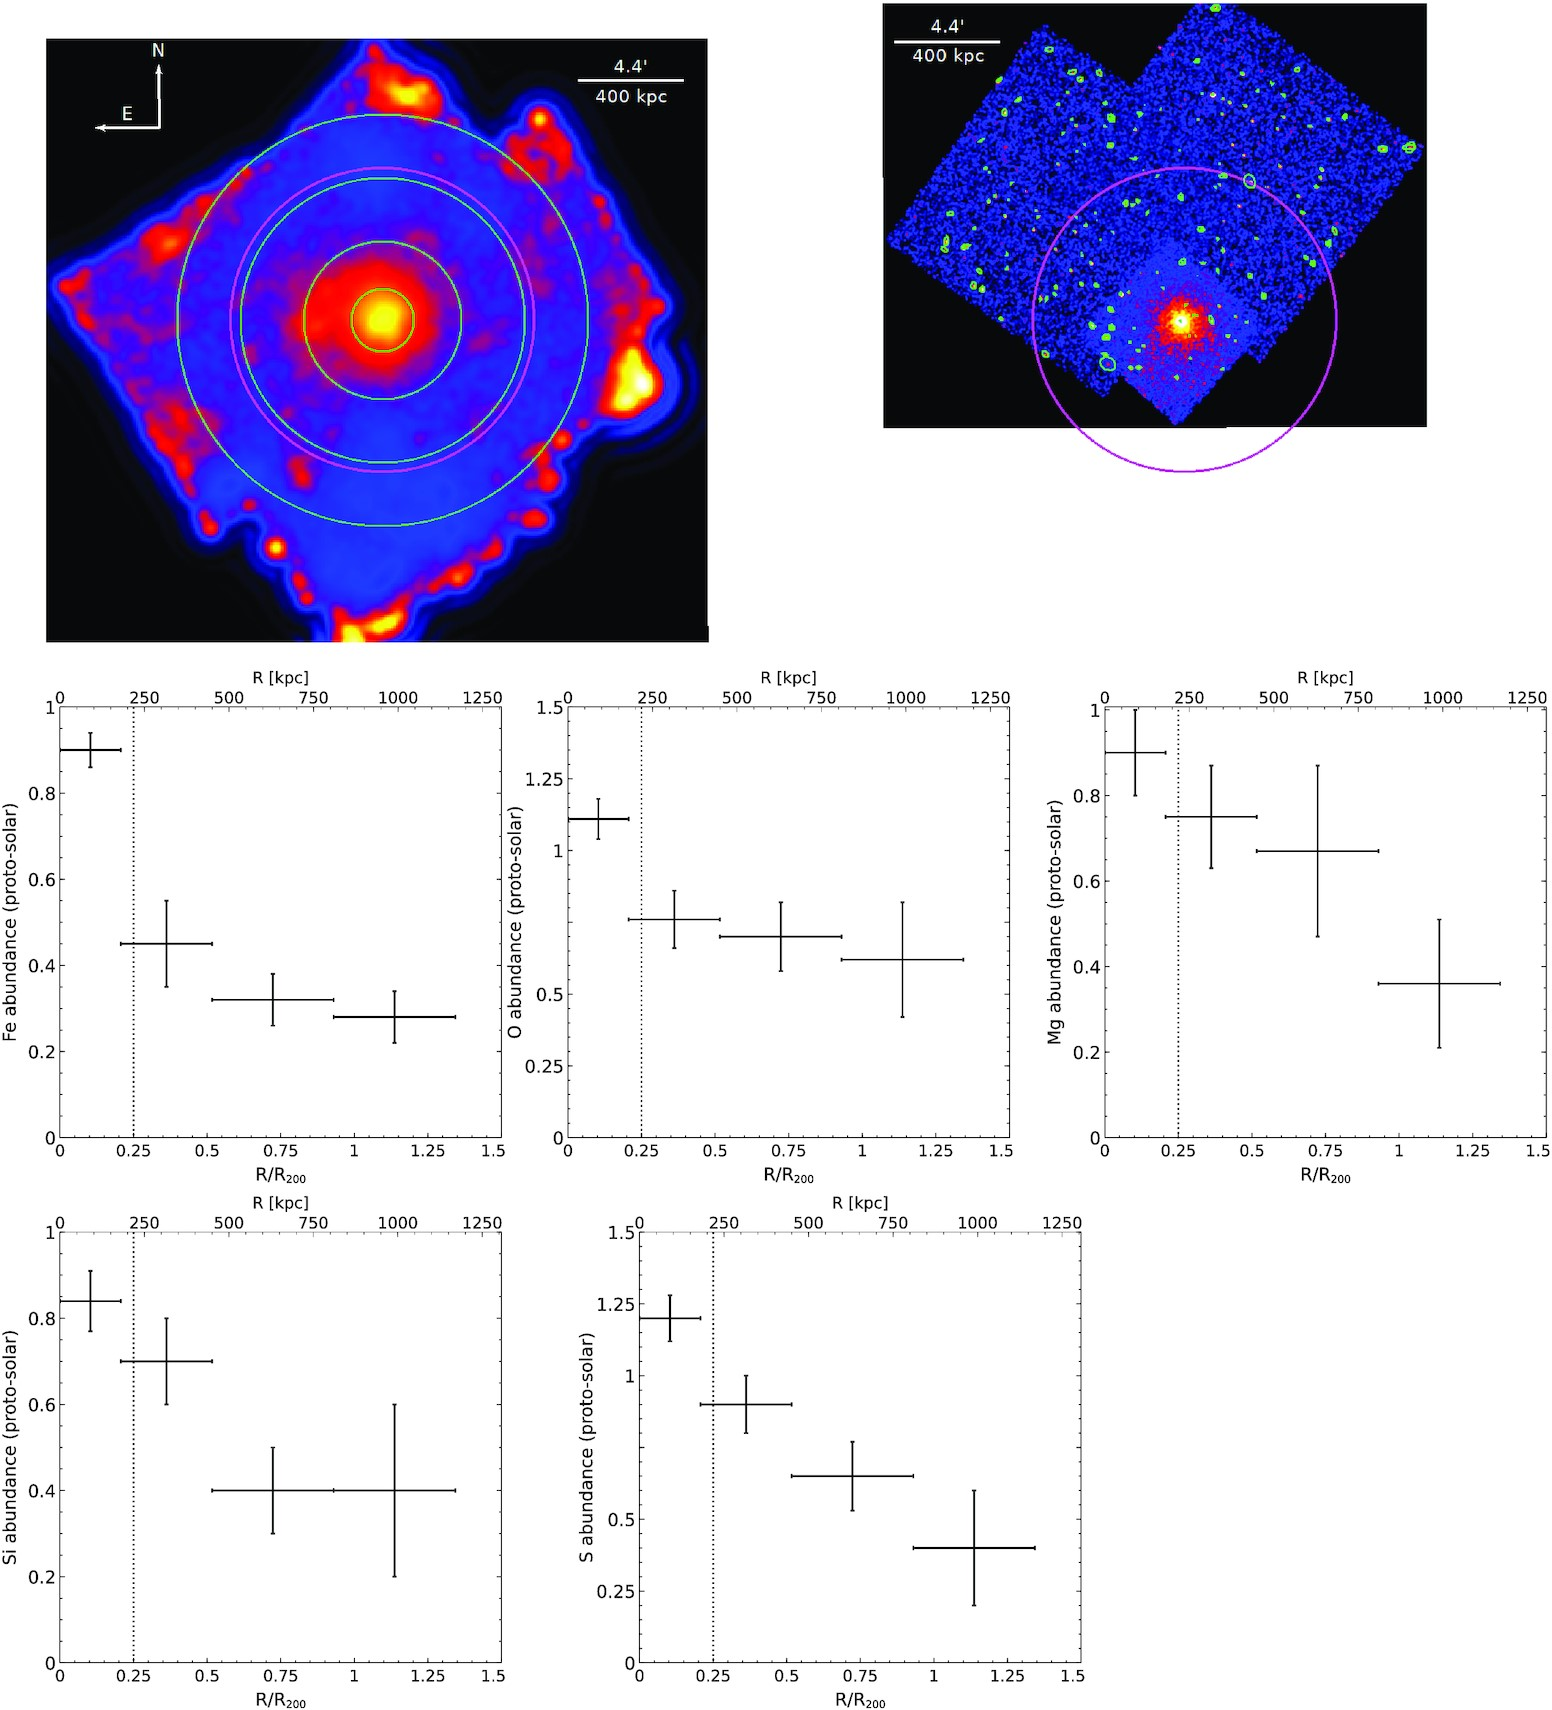 N
E
4.4'
400 kpc
4.4'
400 kpc
R [kpc]
0 250 500 750 1000 1250
1
0.8
0.6
0.4
0.2
0
Fe abundance (proto-solar)
0 0.25 0.5 0.75 1 1.25 1.5
R/R200
R [kpc]
0 250 500 750 1000 1250
1.5
1.25
1
0.5
0.25
0
O abundance (proto-solar)
0 0.25 0.5 0.75 1 1.25 1.5
R/R200
R [kpc]
0 250 500 750 1000 1250
1
0.8
0.6
0.4
0.2
0
Mg abundance (proto-solar)
0 0.25 0.5 0.75 1 1.25 1.5
R/R200
R [kpc]
0 250 500 750 1000 1250
1
0.8
0.6
0.4
0.2
0
Si abundance (proto-solar)
0 0.25 0.5 0.75 1 1.25 1.5
R/R200
R [kpc]
0 250 500 750 1000 1250
1.5
1.25
1
0.5
0.25
0
S abundance (proto-solar)
0 0.25 0.5 0.75 1 1.25 1.5
R/R200